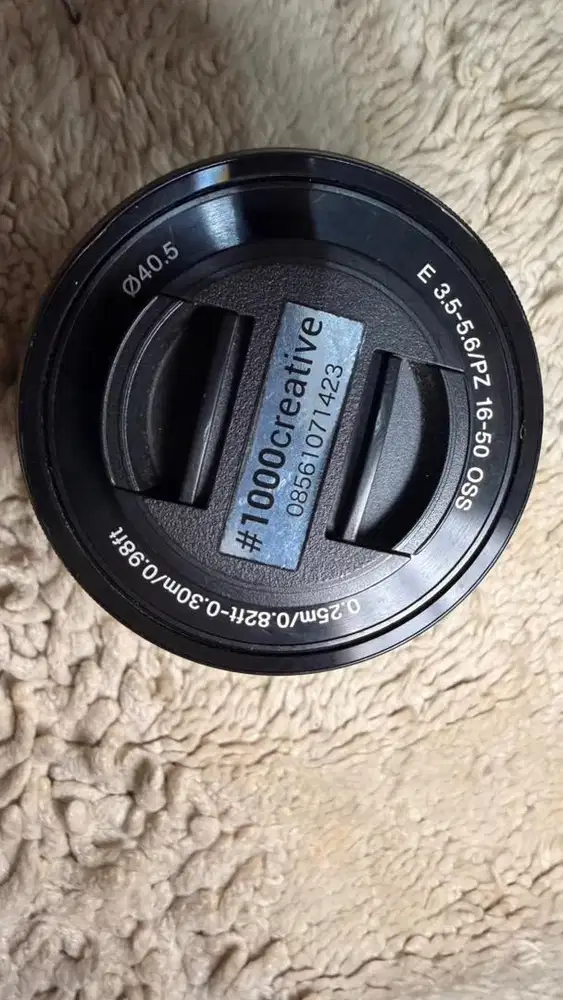 Ø40.5
E 3.5-5.6/PZ 16-50 OSS
#1000creative
08561071423
0.25m/0.82ft-0.30m/0.98ft